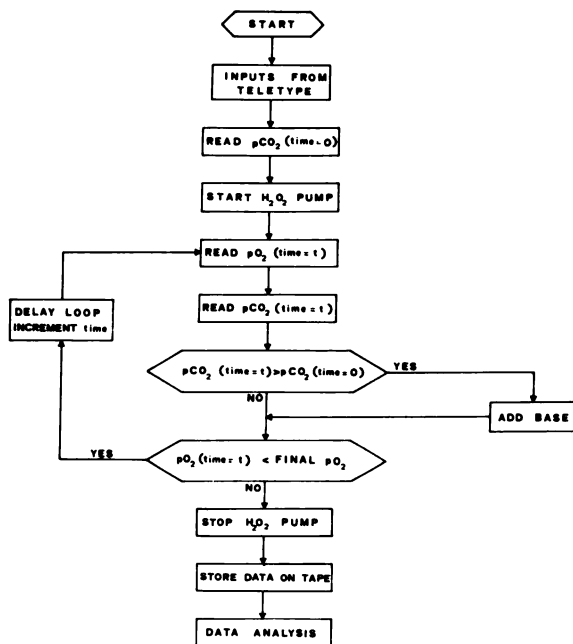 START
INPUTS FROM
TELETYPE
READ pCO₂ (time=0)
START H₂O₂ PUMP
READ pO₂ (time=t)
READ pCO₂ (time=t)
DELAY LOOP
INCREMENT time
pCO₂ (time=t)>pCO₂(time=0)
YES
NO
ADD BASE
pO₂(time=t) < FINAL pO₂
YES
NO
STOP H₂O₂ PUMP
STORE DATA ON TAPE
DATA ANALYSIS